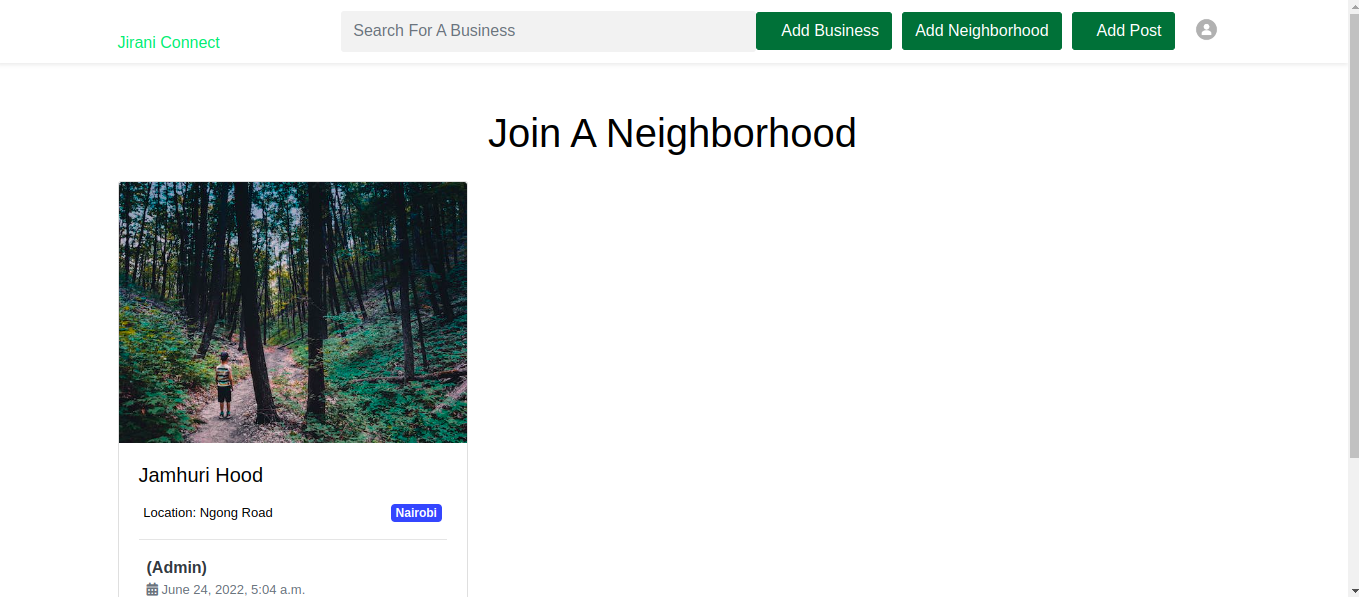 Jirani Connect
Search For A Business
Add Business
Add Neighborhood
Add Post
Join A Neighborhood
Jamhuri Hood
Location: Ngong Road
Nairobi
(Admin)
June 24, 2022, 5:04 a.m.